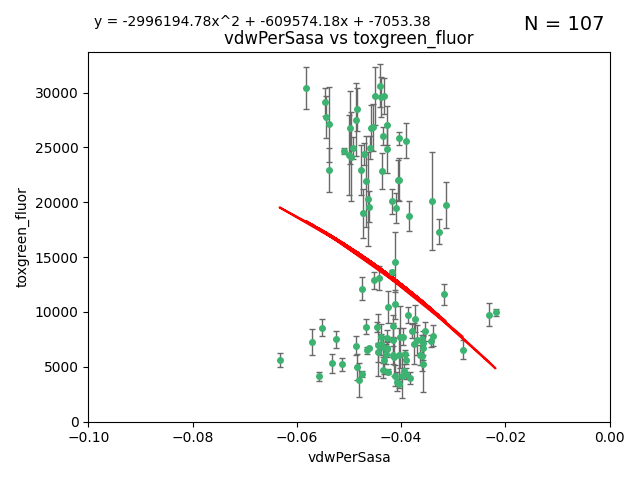 y = -2996194.78x^2 + -609574.18x + -7053.38
N = 107
vdwPerSasa vs toxgreen_fluor
30000
25000
20000
15000
10000
5000
0
toxgreen_fluor
−0.10
−0.08
−0.06
−0.04
−0.02
0.00
vdwPerSasa